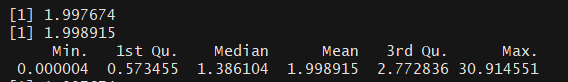 [1] 1.997674
[1] 1.998915
Min. 1st Qu. Median Mean 3rd Qu. Max.
0.000004 0.573455 1.386104 1.998915 2.772836 30.914551